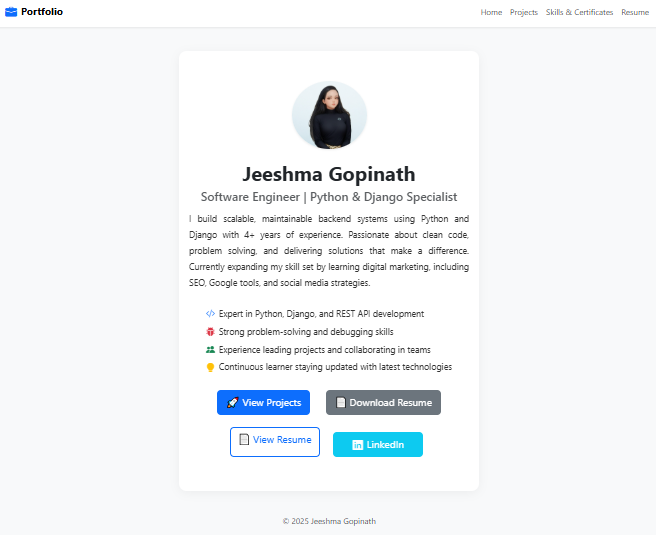 Portfolio
Home Projects Skills & Certificates Resume
Jeeshma Gopinath
Software Engineer | Python & Django Specialist
I build scalable, maintainable backend systems using Python and
Django with 4+ years of experience. Passionate about clean code,
problem solving, and delivering solutions that make a difference.
Currently expanding my skill set by learning digital marketing, including
SEO, Google tools, and social media strategies.
Expert in Python, Django, and REST API development
Strong problem-solving and debugging skills
Experience leading projects and collaborating in teams
Continuous learner staying updated with latest technologies
View Projects
Download Resume
View Resume
LinkedIn
© 2025 Jeeshma Gopinath